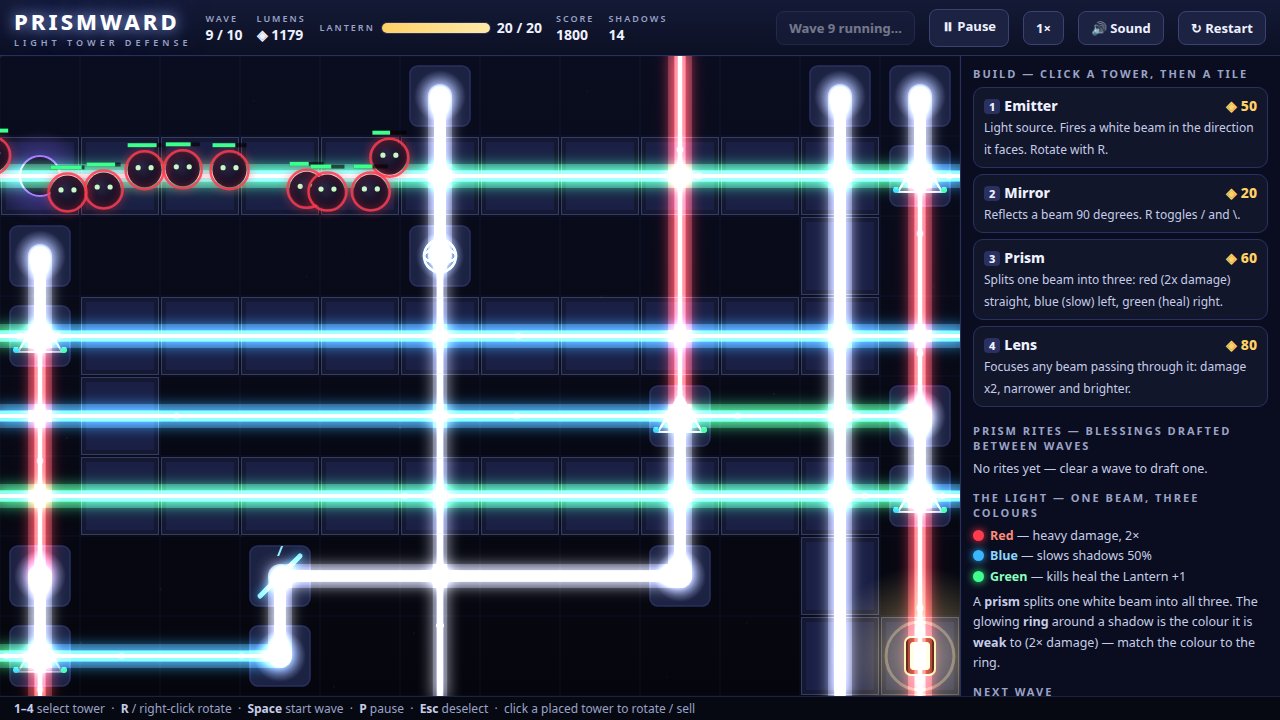 PRISMWARD
LIGHT TOWER DEFENSE
WAVE
9 / 10
LUMENS
◈ 1179
LANTERN
20 / 20
SCORE
1800
SHADOWS
14
Wave 9 running...
⏸ Pause
1×
🔊 Sound
↻ Restart
BUILD — CLICK A TOWER, THEN A TILE
1 Emitter ◈ 50
Light source. Fires a white beam in the direction
it faces. Rotate with R.
2 Mirror ◈ 20
Reflects a beam 90 degrees. R toggles / and \.
3 Prism ◈ 60
Splits one beam into three: red (2x damage)
straight, blue (slow) left, green (heal) right.
4 Lens ◈ 80
Focuses any beam passing through it: damage
x2, narrower and brighter.
PRISM RITES — BLESSINGS DRAFTED
BETWEEN WAVES
No rites yet — clear a wave to draft one.
THE LIGHT — ONE BEAM, THREE
COLOURS
Red — heavy damage, 2×
Blue — slows shadows 50%
Green — kills heal the Lantern +1
A prism splits one white beam into all three. The
glowing ring around a shadow is the colour it is
weak to (2× damage) — match the colour to the
ring.
NEXT WAVE
1–4 select tower · R / right-click rotate · Space start wave · P pause · Esc deselect · click a placed tower to rotate / sell